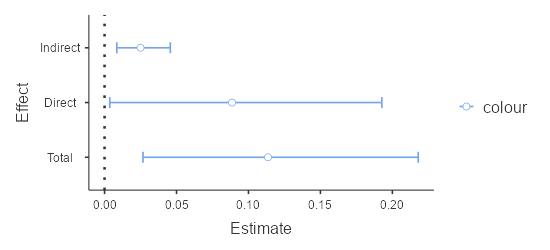 Indirect
Direct
Total
Effect
0.00 0.05 0.10 0.15 0.20
Estimate
colour